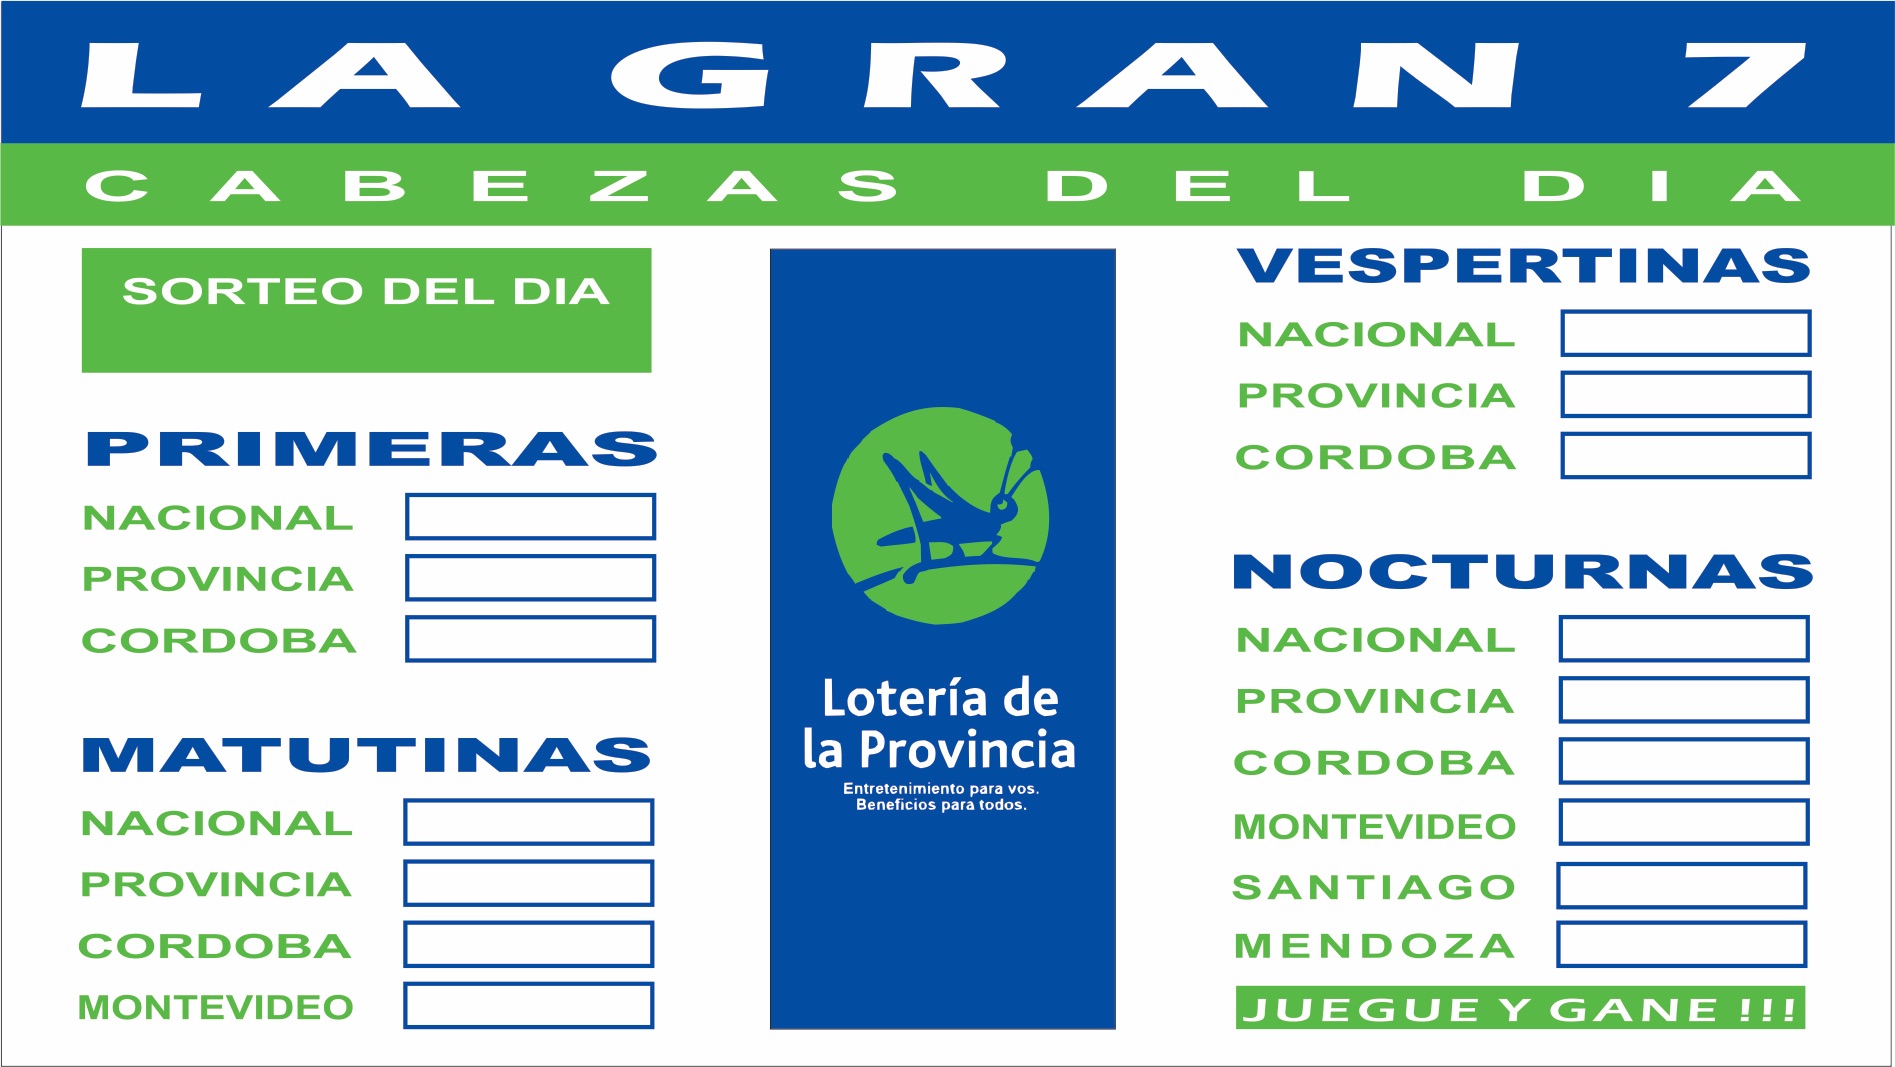 LA GRAN 7
CABEZAS DEL DIA
SORTEO DEL DIA
PRIMERAS
NACIONAL
PROVINCIA
CORDOBA
MATUTINAS
NACIONAL
PROVINCIA
CORDOBA
MONTEVIDEO
Lotería de
la Provincia
Entretenimiento para vos.
Beneficios para todos.
VESPERTINAS
NACIONAL
PROVINCIA
CORDOBA
NOCTURNAS
NACIONAL
PROVINCIA
CORDOBA
MONTEVIDEO
SANTIAGO
MENDOZA
JUEGUE Y GANE !!!